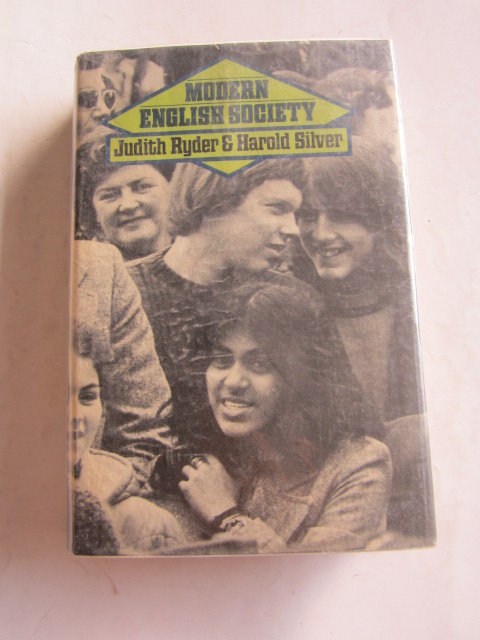 MODERN
ENGLISH SOCIETY
Judith Ryder & Harold Silver